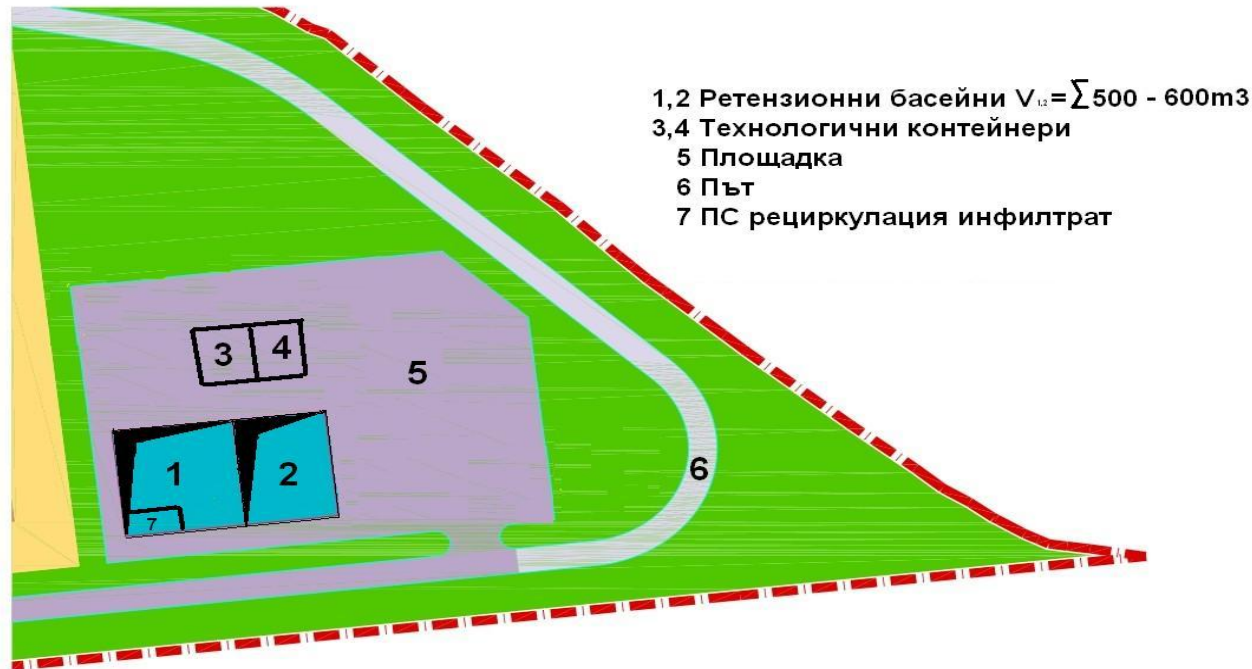 1,2 Ретензионни басейни V₁,₂=∑500 - 600m3
3,4 Технологични контейнери
5 Площадка
6 Път
7 ПС рециркулация инфилтрат
3
4
5
1
2
6
7